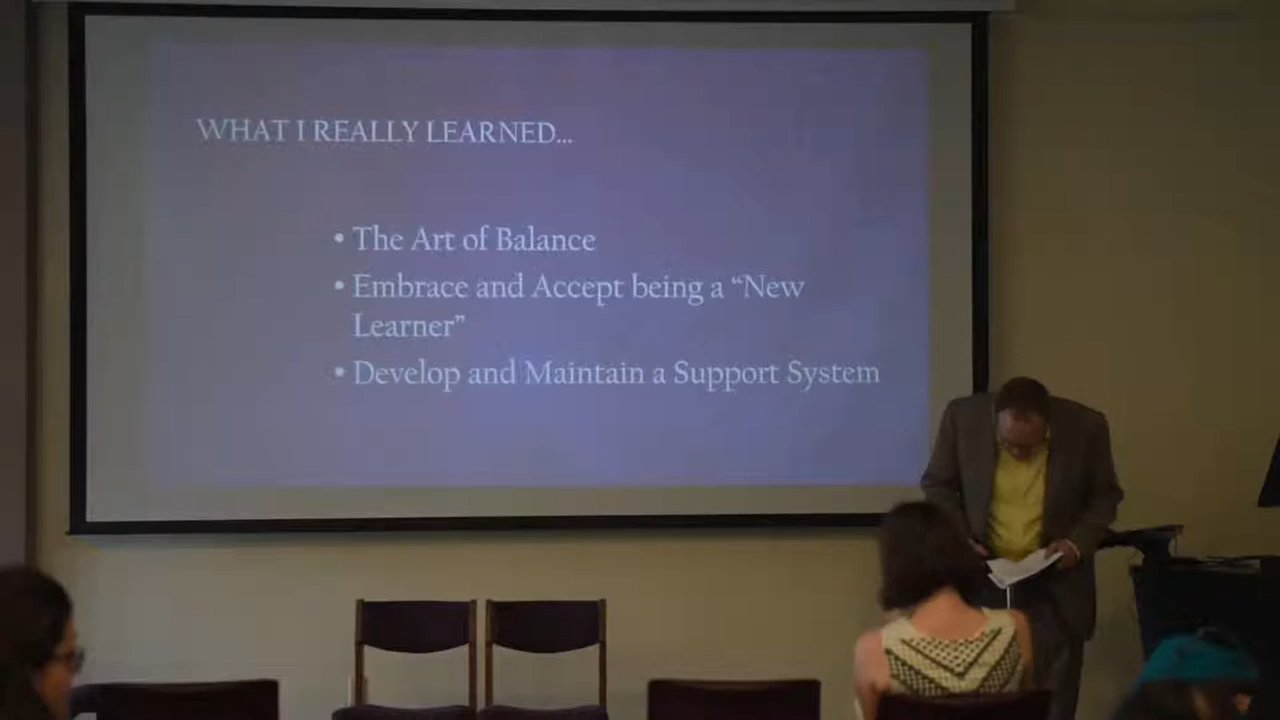 WHAT I REALLY LEARNED...
• The Art of Balance
• Embrace and Accept being a “New
Learner”
• Develop and Maintain a Support System